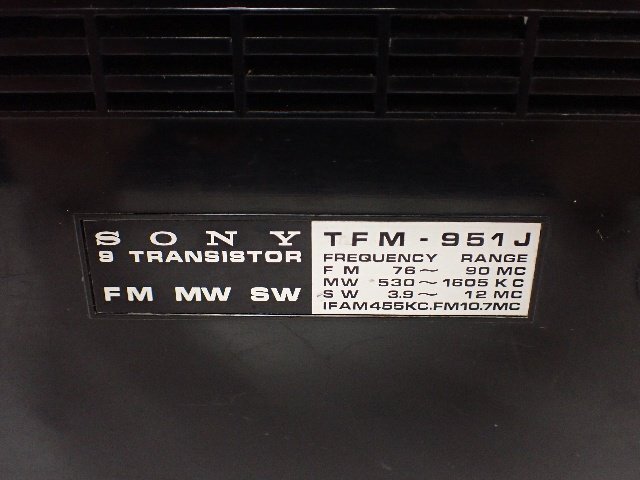 SONY
9 TRANSISTOR
FM MW SW
TFM-951J
FREQUENCY RANGE
FM 76~ 90 MC
MW 530~ 1605 KC
SW 3.9~ 12 MC
IFAM455KC.FM10.7MC